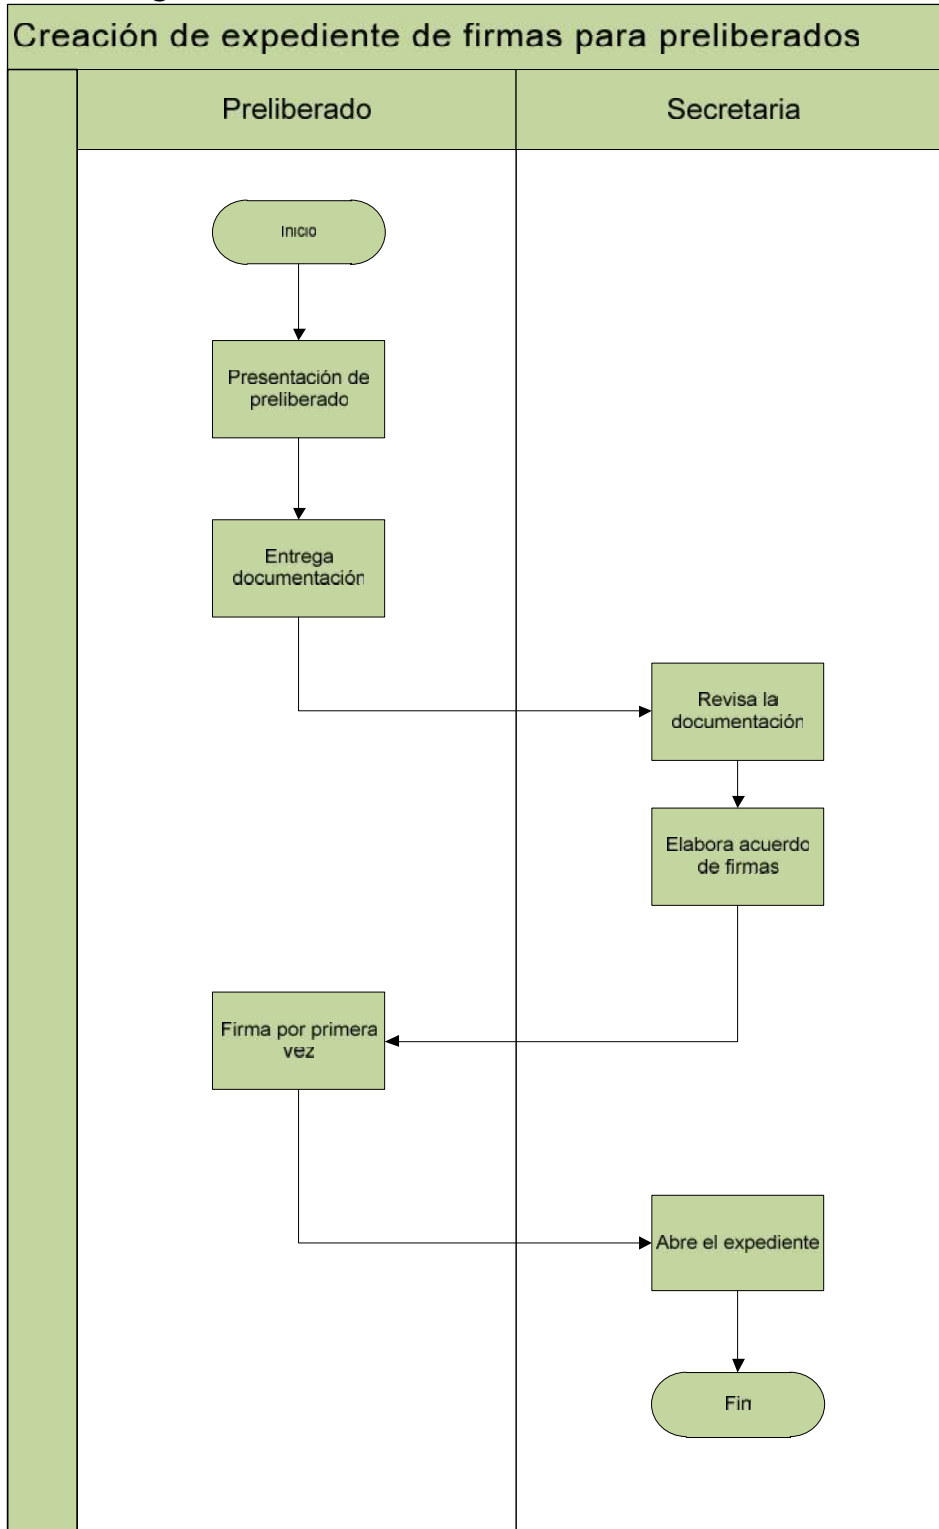 Creación de expediente de firmas para preliberados
Preliberado
Secretaria
Inicio
Presentación de
preliberado
Entrega
documentación
Revisa la
documentación
Elabora acuerdo
de firmas
Firma por primera
vez
Abre el expediente
Fin